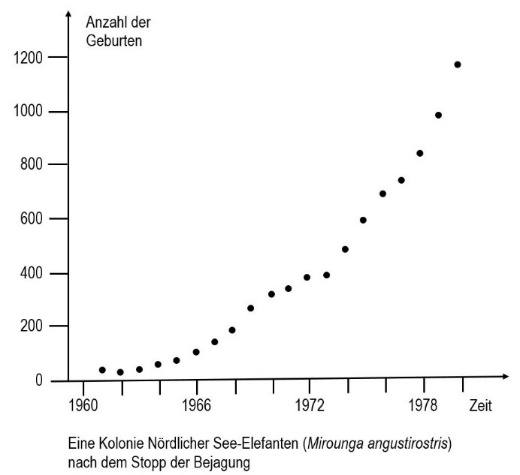 Anzahl der
Geburten
1200
1000
800
600
400
200
0
1960 1966 1972 1978 Zeit
Eine Kolonie Nördlicher See-Elefanten (Mirounga angustirostris)
nach dem Stopp der Bejagung